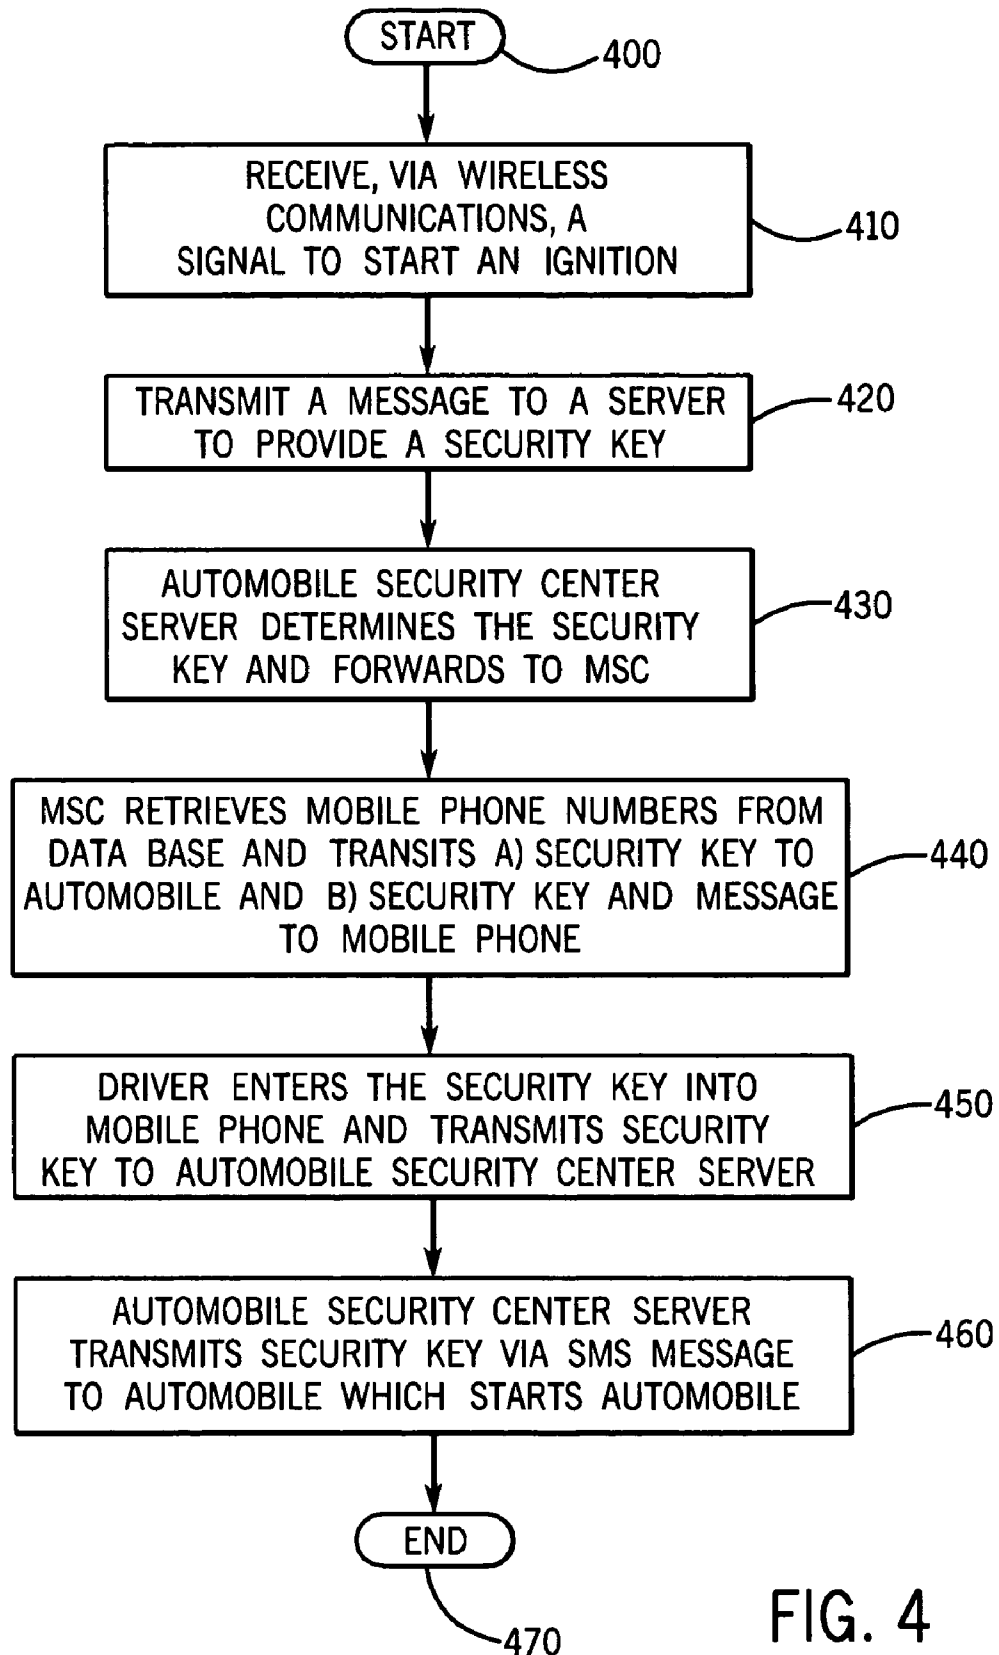 START
400
RECEIVE, VIA WIRELESS
COMMUNICATIONS, A
SIGNAL TO START AN IGNITION
410
TRANSMIT A MESSAGE TO A SERVER
TO PROVIDE A SECURITY KEY
420
AUTOMOBILE SECURITY CENTER
SERVER DETERMINES THE SECURITY
KEY AND FORWARDS TO MSC
430
MSC RETRIEVES MOBILE PHONE NUMBERS FROM
DATA BASE AND TRANSITS A) SECURITY KEY TO
AUTOMOBILE AND B) SECURITY KEY AND MESSAGE
TO MOBILE PHONE
440
DRIVER ENTERS THE SECURITY KEY INTO
MOBILE PHONE AND TRANSMITS SECURITY
KEY TO AUTOMOBILE SECURITY CENTER SERVER
450
AUTOMOBILE SECURITY CENTER SERVER
TRANSMITS SECURITY KEY VIA SMS MESSAGE
TO AUTOMOBILE WHICH STARTS AUTOMOBILE
460
END
470
FIG. 4